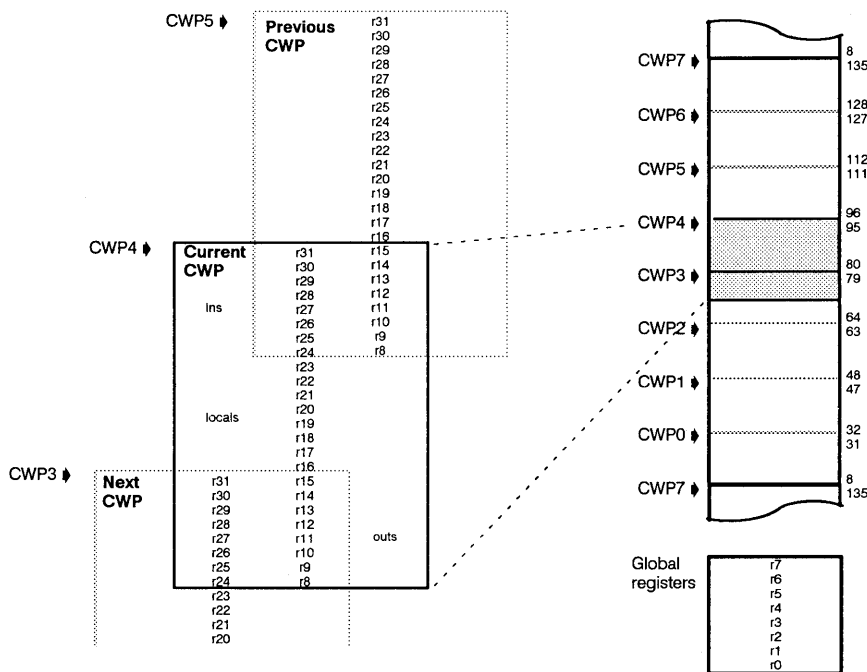 CWP5
Previous
CWP
r31
r30
r29
r28
r27
r26
r25
r24
r23
r22
r21
r20
r19
r18
r17
r16
r15
r14
r13
r12
r11
r10
r9
r8
CWP4
Current
CWP
ins
locals
outs
r31
r30
r29
r28
r27
r26
r25
r24
r23
r22
r21
r20
r19
r18
r17
r16
r15
r14
r13
r12
r11
r10
r9
r8
CWP3
Next
CWP
r31
r30
r29
r28
r27
r26
r25
r24
r23
r22
r21
r20
CWP7
8
135
CWP6
128
127
CWP5
112
111
CWP4
96
95
CWP3
80
79
CWP2
64
63
CWP1
48
47
CWP0
32
31
CWP7
8
135
Global
registers
r7
r6
r5
r4
r3
r2
r1
r0